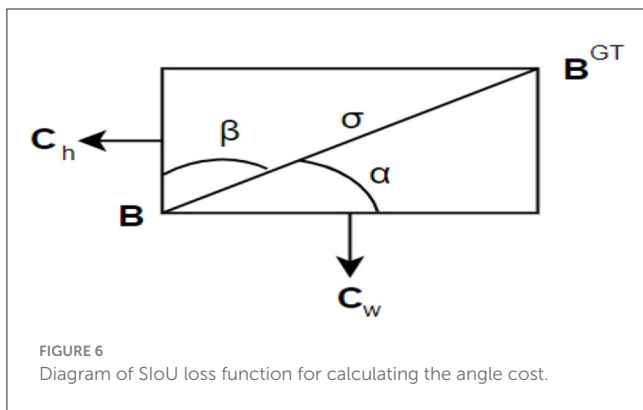 B^GT
β
σ
C_h
α
B
C_w
FIGURE 6
Diagram of SIoU loss function for calculating the angle cost.